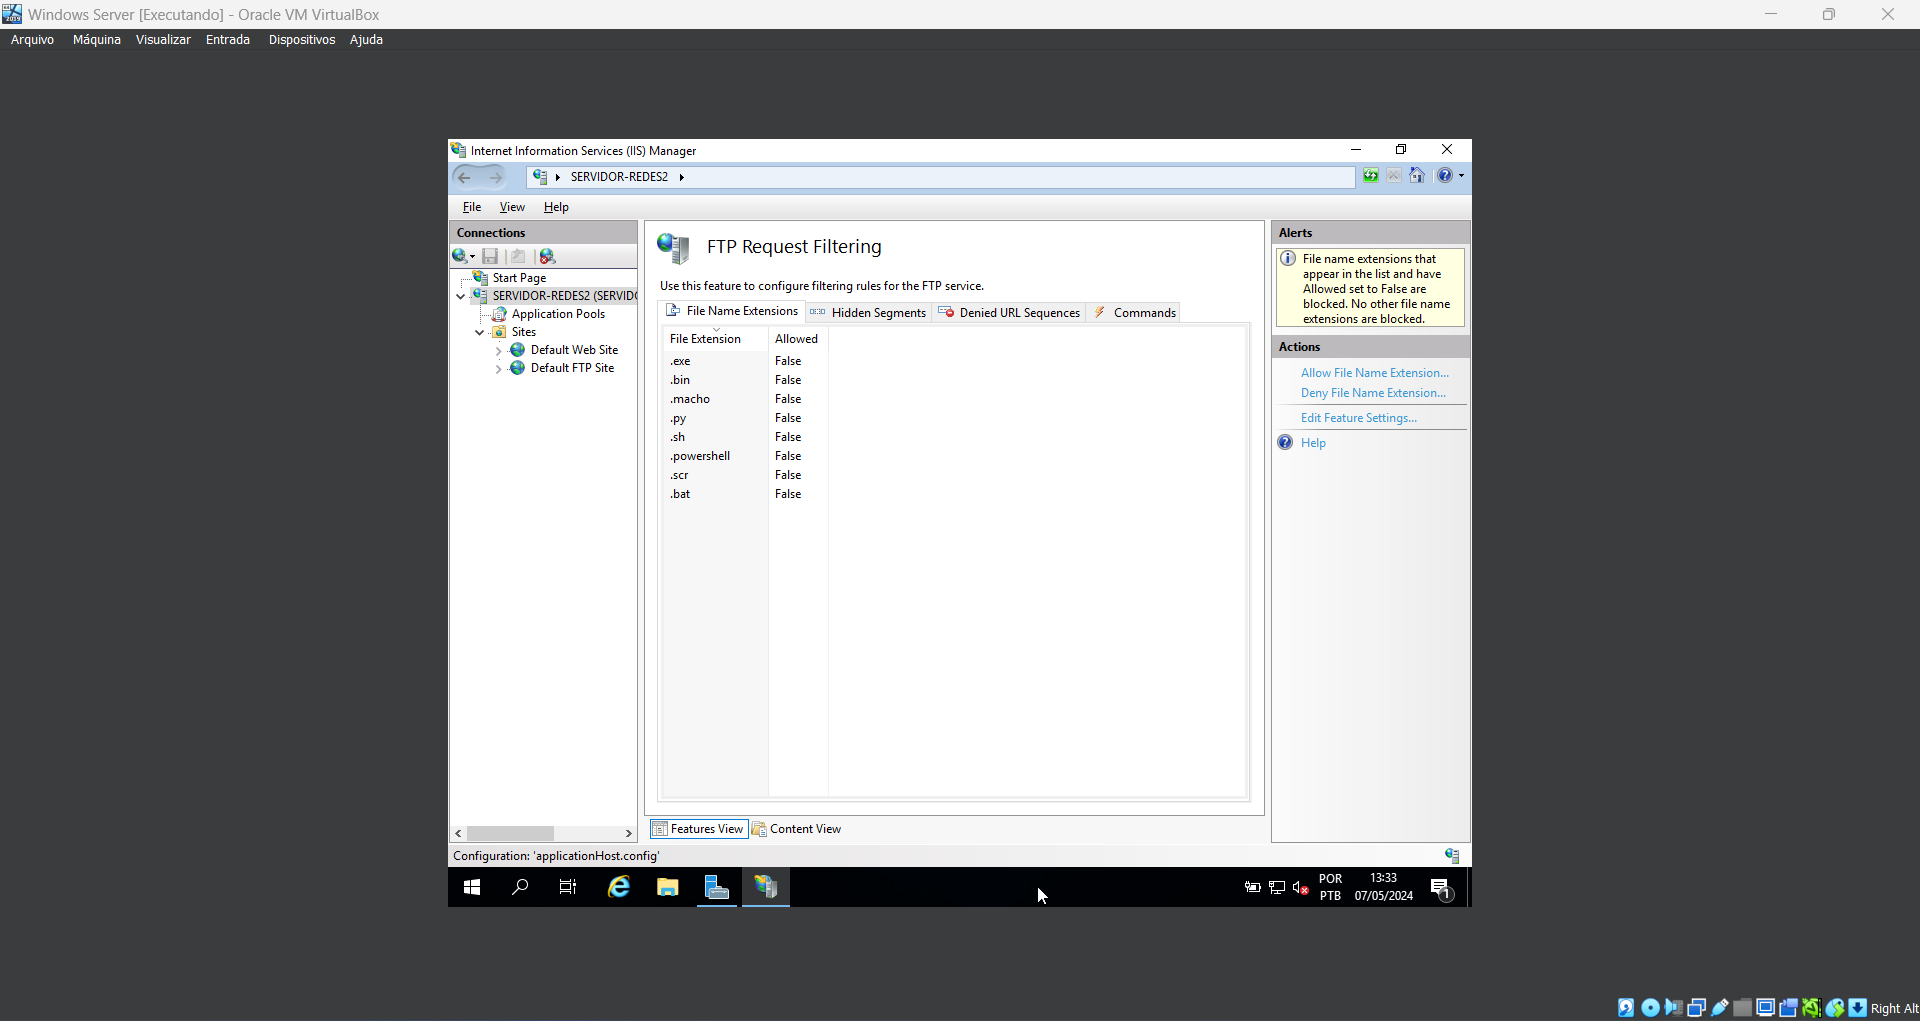 Windows Server [Executando] - Oracle VM VirtualBox
Arquivo Máquina Visualizar Entrada Dispositivos Ajuda
Internet Information Services (IIS) Manager
SERVIDOR-REDES2
File View Help
Connections
Start Page
SERVIDOR-REDES2 (SERVIDO
Application Pools
Sites
Default Web Site
Default FTP Site
FTP Request Filtering
Use this feature to configure filtering rules for the FTP service.
File Name Extensions Hidden Segments Denied URL Sequences Commands
File Extension Allowed
.exe False
.bin False
.macho False
.py False
.sh False
.powershell False
.scr False
.bat False
Features View Content View
Alerts
File name extensions that
appear in the list and have
Allowed set to False are
blocked. No other file name
extensions are blocked.
Actions
Allow File Name Extension...
Deny File Name Extension...
Edit Feature Settings...
Help
Configuration: 'applicationHost.config'
POR
PTB
13:33
07/05/2024
1
Right Alt